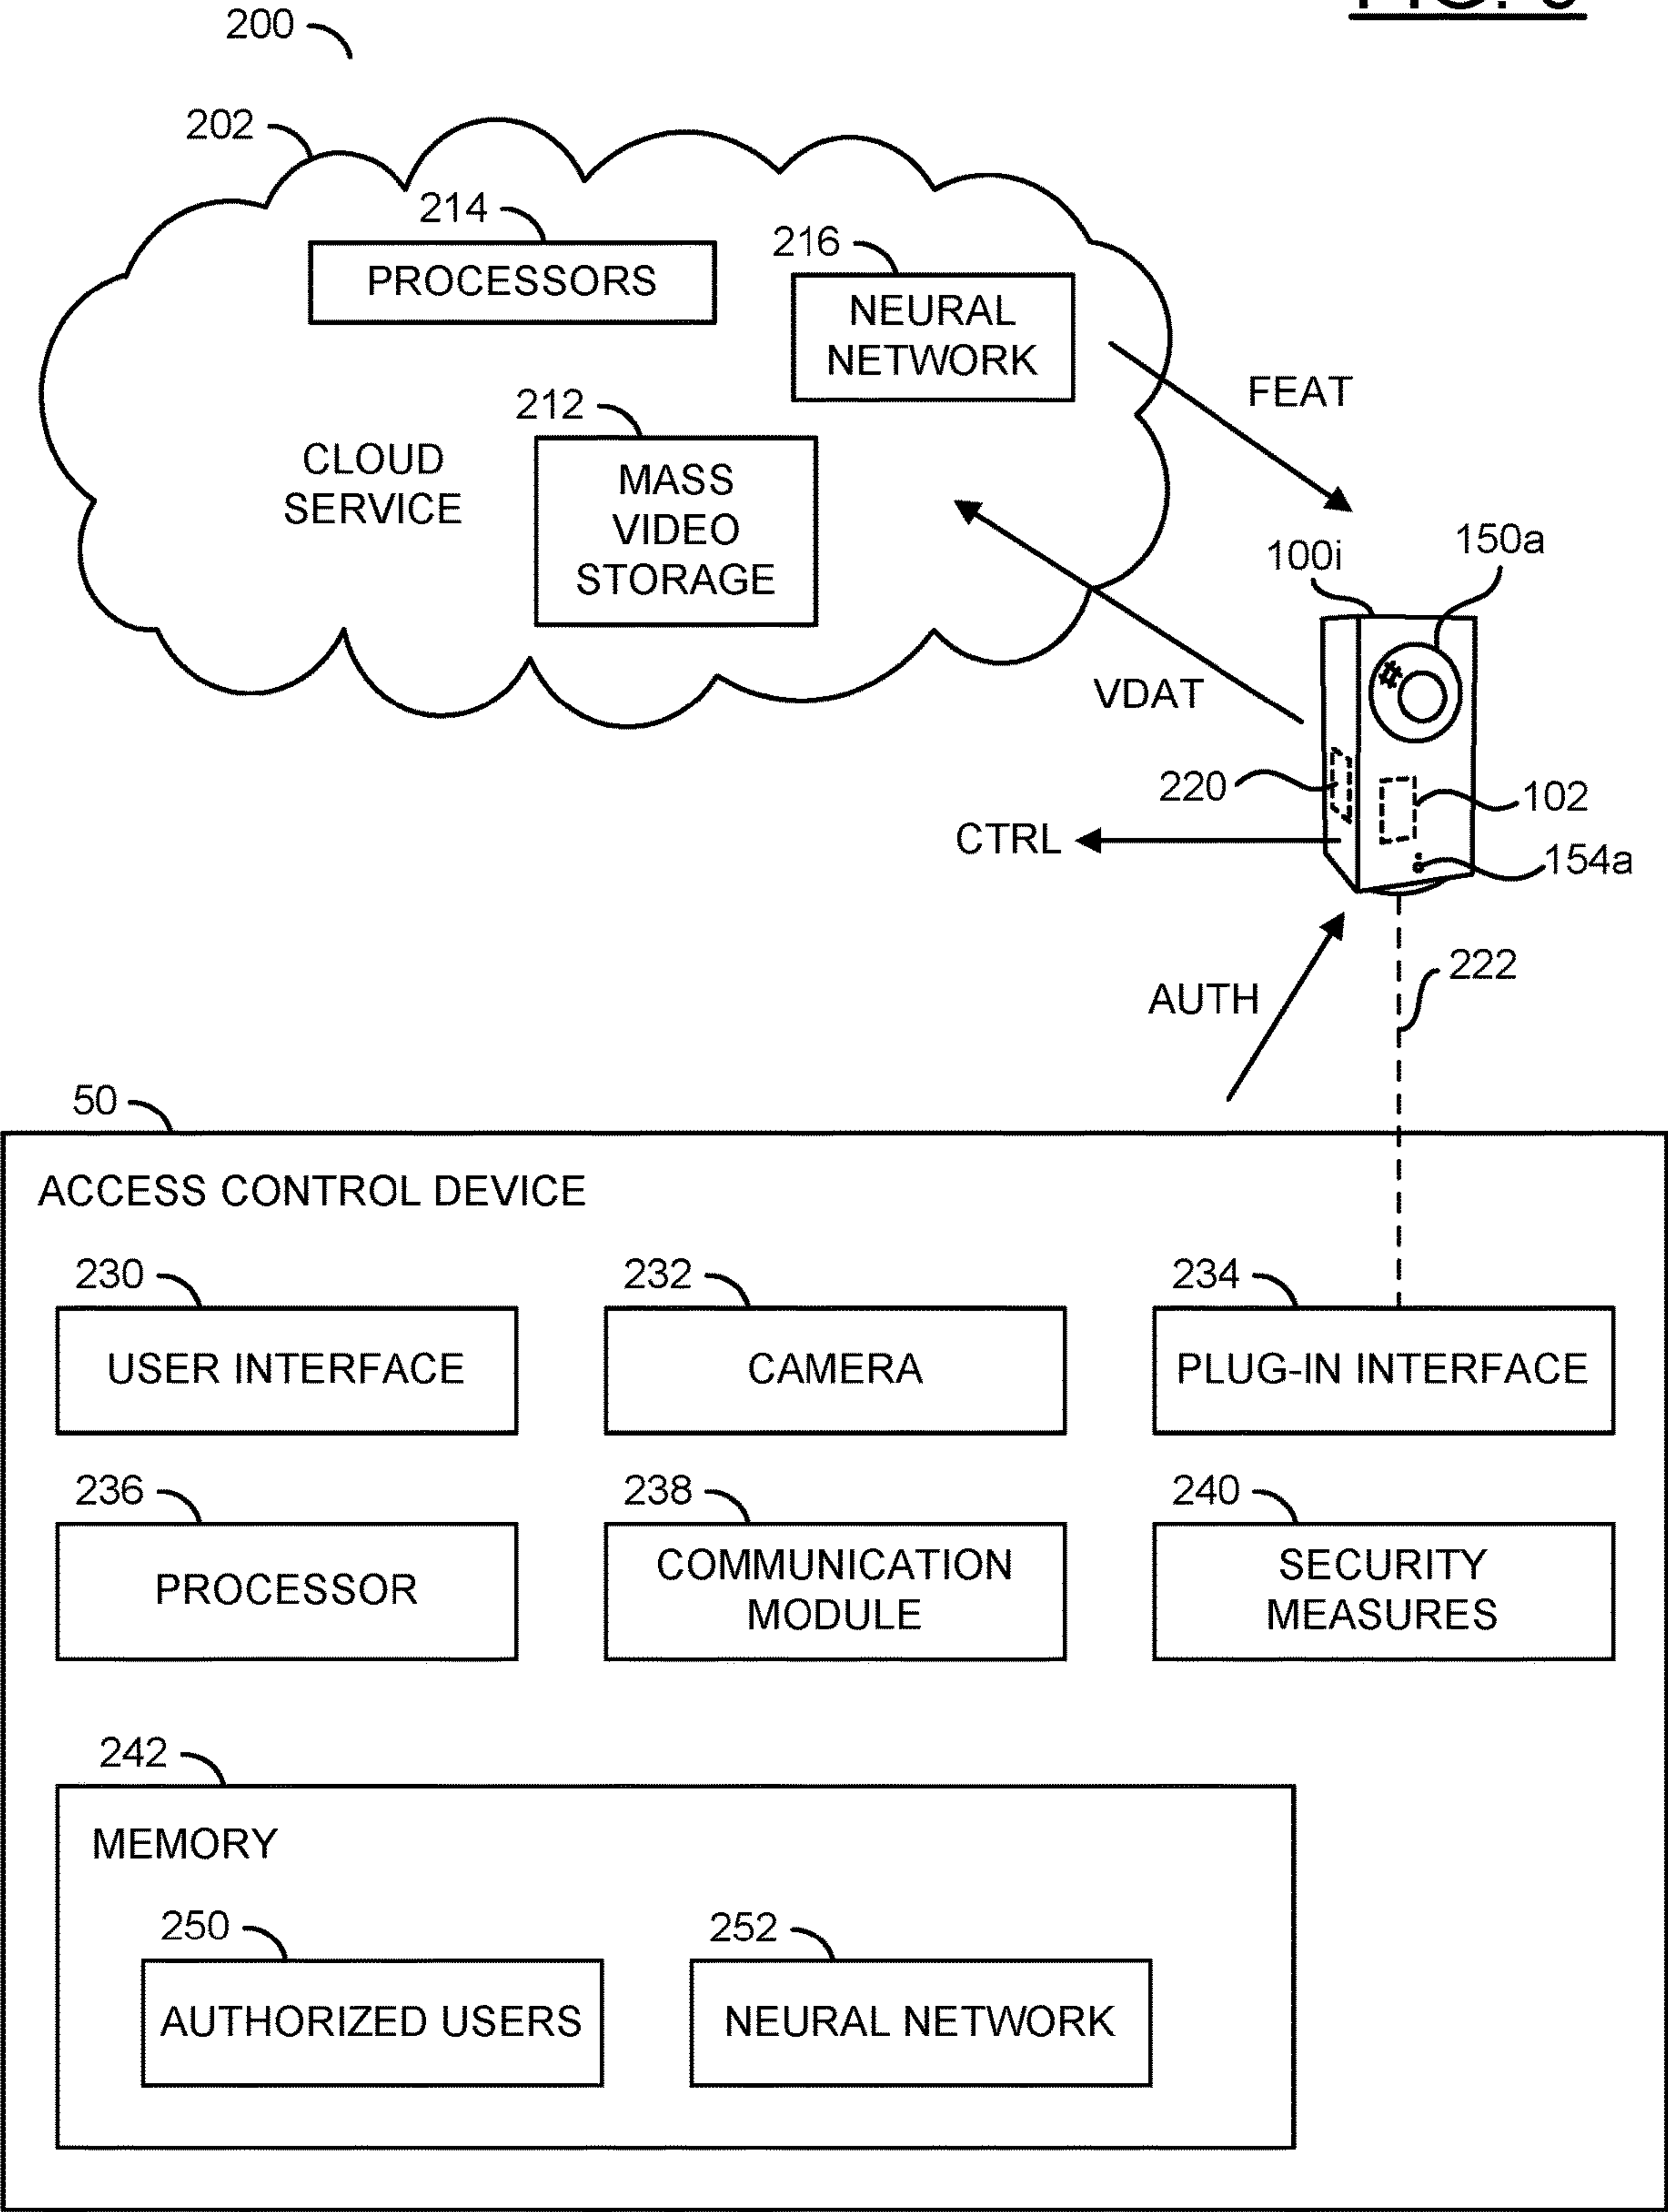 200
202
214
PROCESSORS
216
NEURAL
NETWORK
FEAT
212
CLOUD
SERVICE
MASS
VIDEO
STORAGE
100i
150a
VDAT
220
102
CTRL
154a
222
AUTH
50
ACCESS CONTROL DEVICE
230
USER INTERFACE
232
CAMERA
234
PLUG-IN INTERFACE
236
PROCESSOR
238
COMMUNICATION
MODULE
240
SECURITY
MEASURES
242
MEMORY
250
AUTHORIZED USERS
252
NEURAL NETWORK